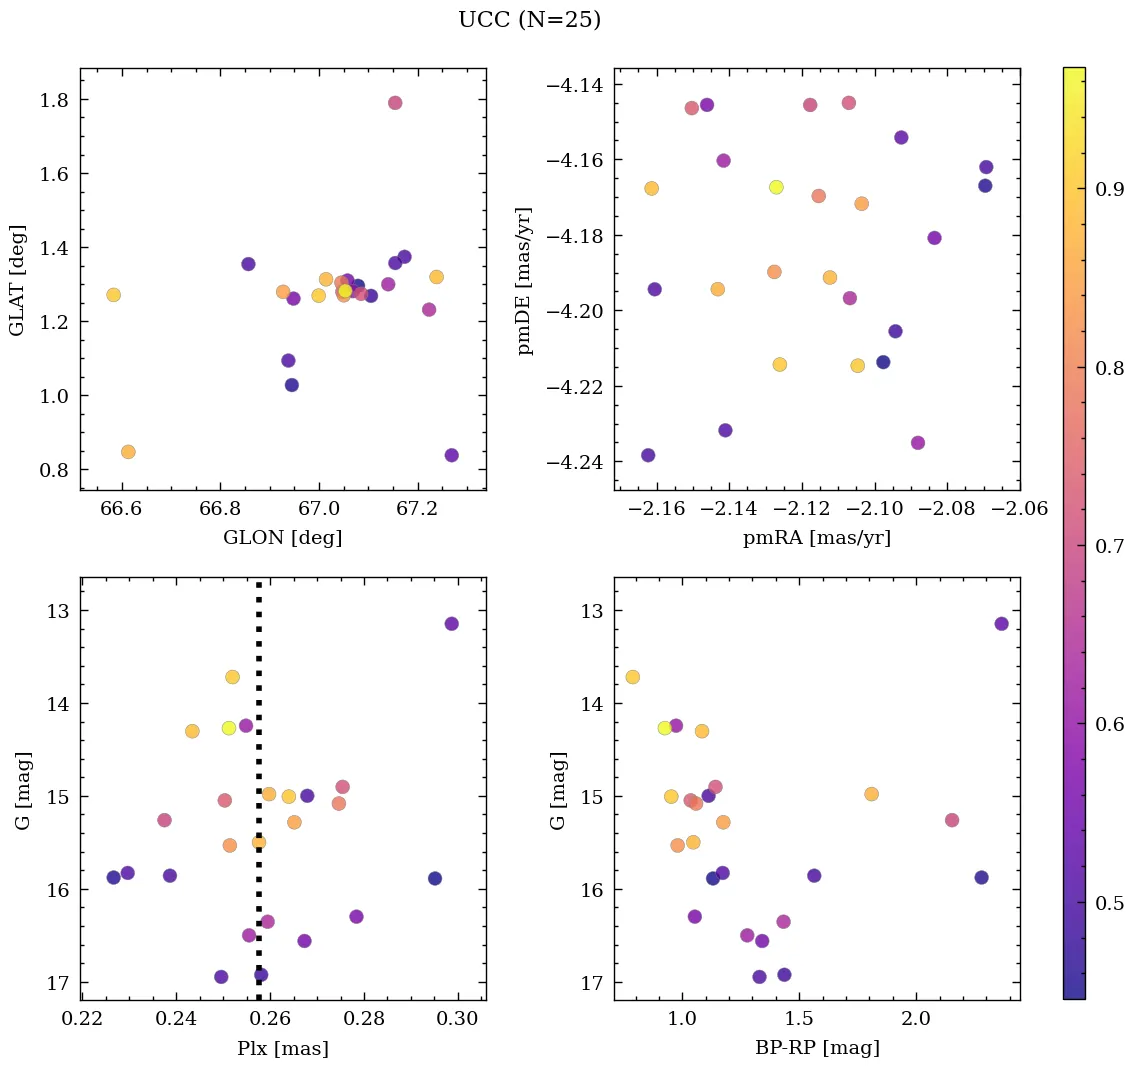 UCC (N=25)
1.8
1.6
1.4
1.2
1.0
0.8
GLAT [deg]
66.6 66.8 67.0 67.2
GLON [deg]
−4.14
−4.16
−4.18
−4.20
−4.22
−4.24
pmDE [mas/yr]
−2.16 −2.14 −2.12 −2.10 −2.08 −2.06
pmRA [mas/yr]
13
14
15
16
17
G [mag]
0.22 0.24 0.26 0.28 0.30
Plx [mas]
13
14
15
16
17
G [mag]
1.0 1.5 2.0
BP-RP [mag]
0.9
0.8
0.7
0.6
0.5